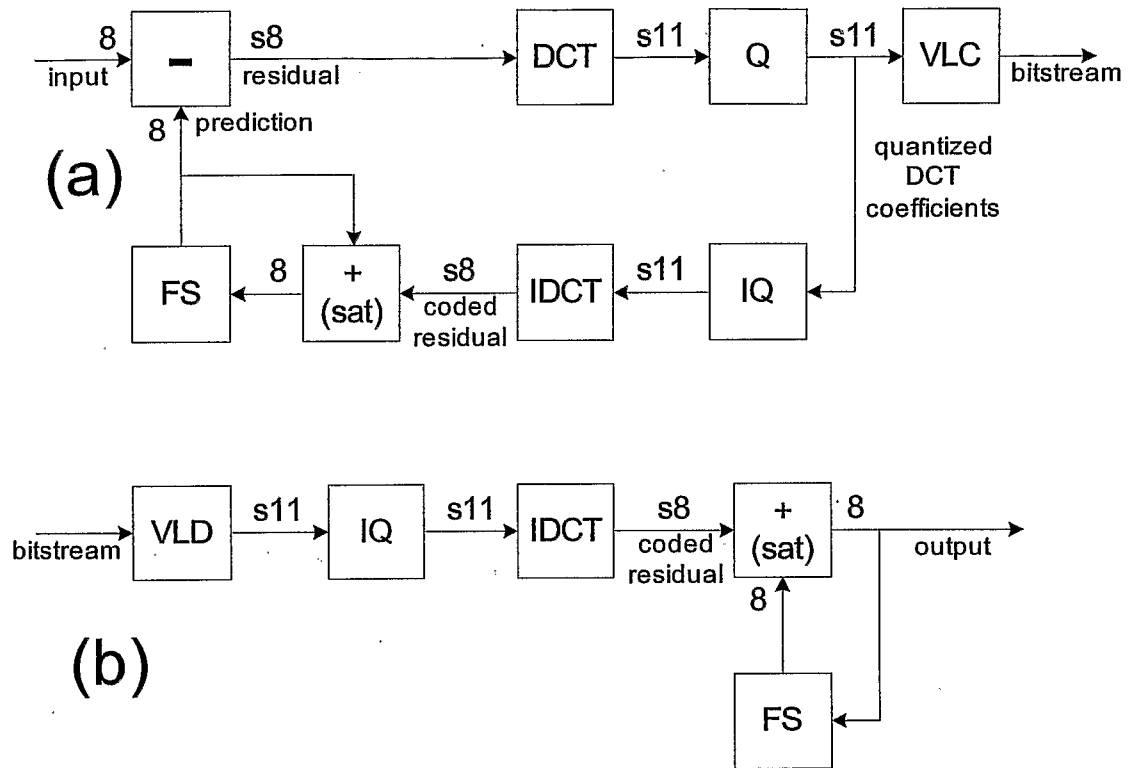 8
input
-
s8
residual
DCT
s11
Q
s11
VLC
bitstream
8
prediction
(a)
quantized
DCT
coefficients
FS
8
+
(sat)
s8
coded
residual
IDCT
s11
IQ
bitstream
VLD
s11
IQ
s11
IDCT
s8
coded
residual
+
(sat)
8
output
8
(b)
FS